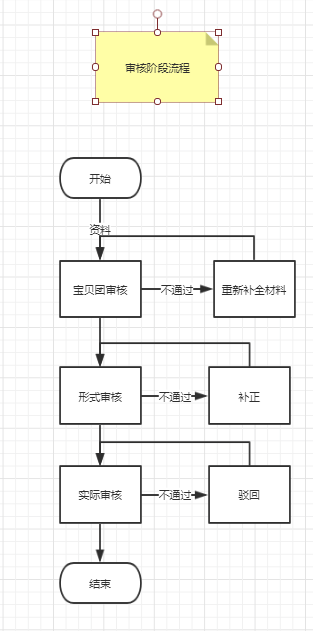 审核阶段流程
开始
资料
宝贝团审核
不通过
重新补全材料
形式审核
不通过
补正
实际审核
不通过
驳回
结束